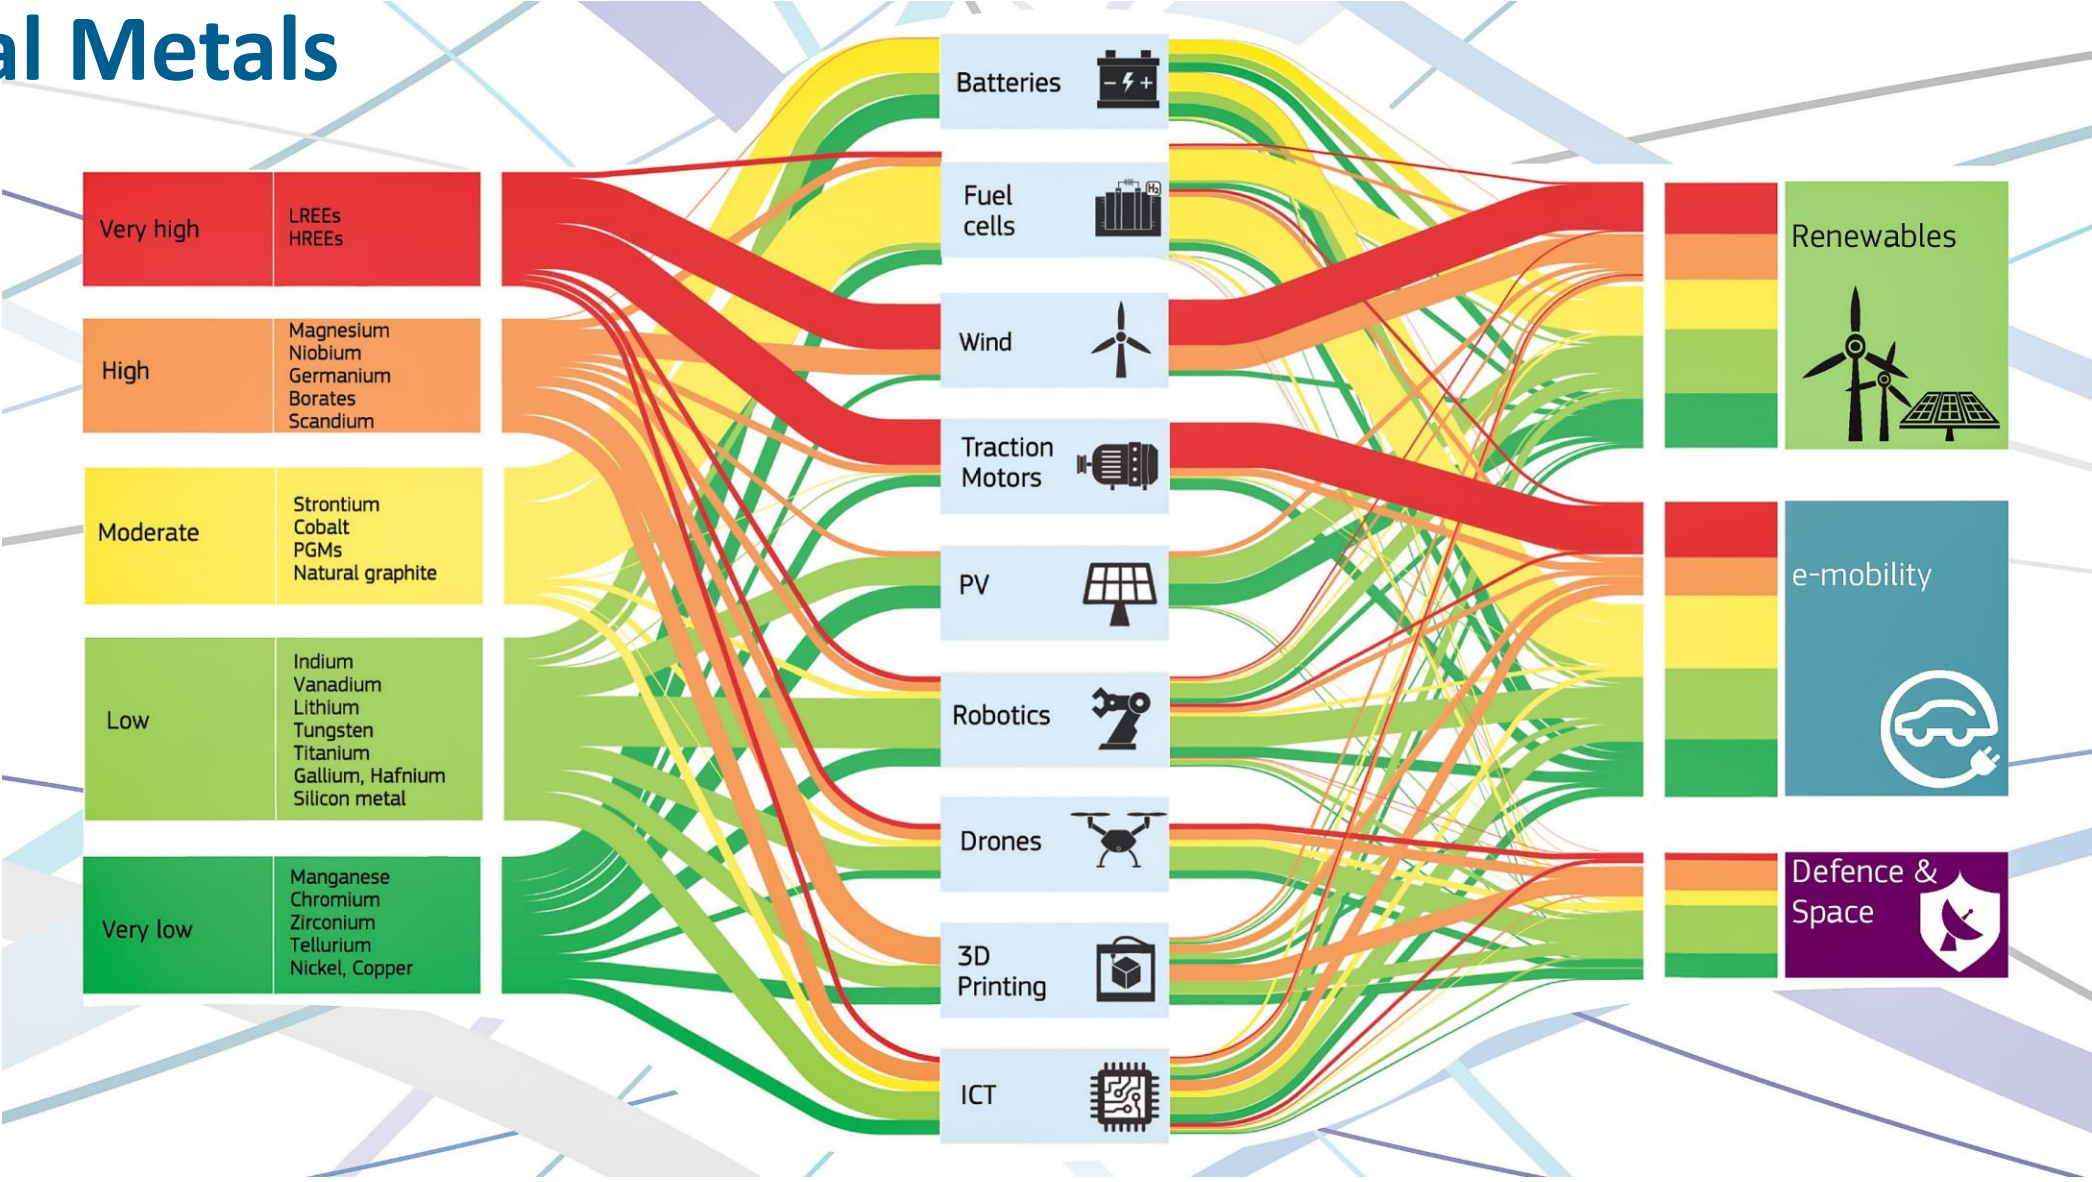 al Metals
Very high
LREEs
HREEs
High
Magnesium
Niobium
Germanium
Borates
Scandium
Moderate
Strontium
Cobalt
PGMs
Natural graphite
Low
Indium
Vanadium
Lithium
Tungsten
Titanium
Gallium, Hafnium
Silicon metal
Very low
Manganese
Chromium
Zirconium
Tellurium
Nickel, Copper
Batteries
Fuel
cells
H2
Wind
Traction
Motors
PV
Robotics
Drones
3D
Printing
ICT
Renewables
e-mobility
Defence &
Space